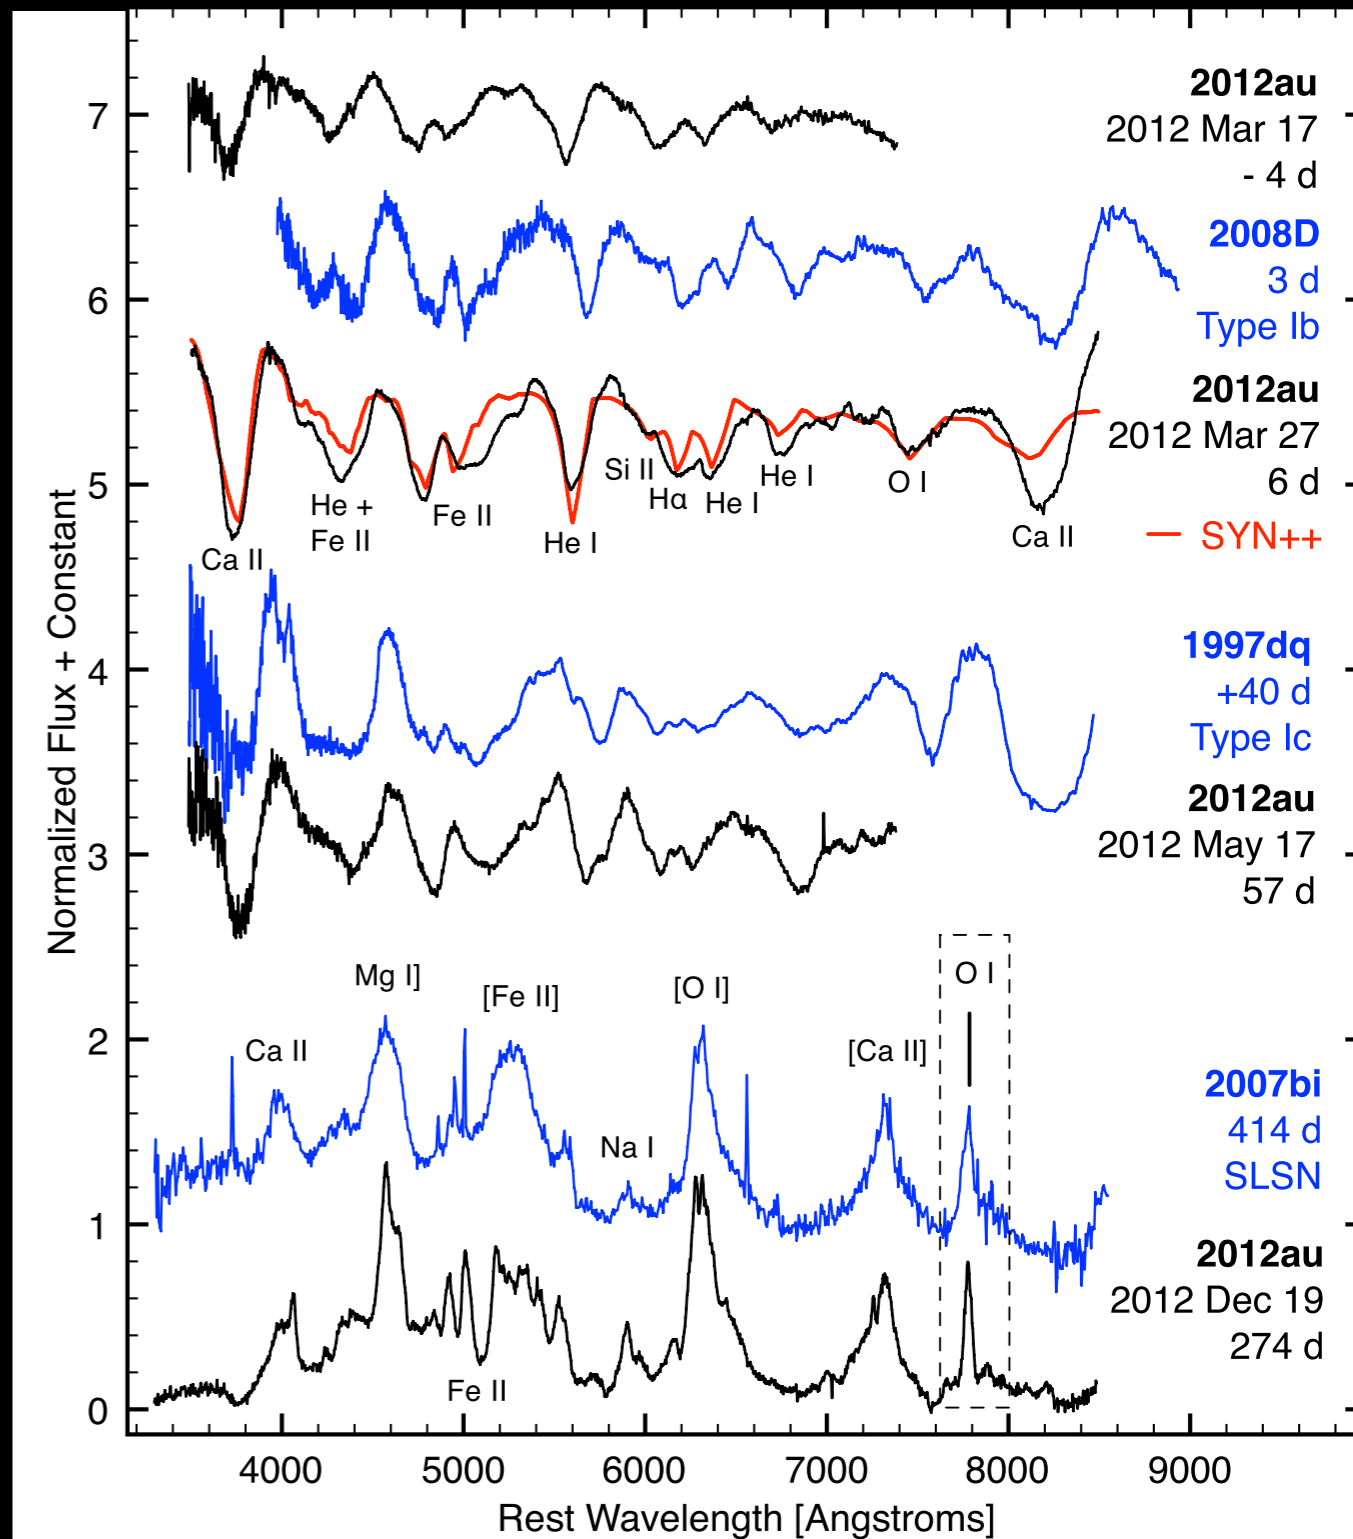 2012au
2012 Mar 17
- 4 d
7
2008D
3 d
Type Ib
6
2012au
2012 Mar 27
6 d
SYN++
5
Ca II
He +
Fe II
Fe II
He I
Si II
Hα
He I
He I
O I
Ca II
1997dq
+40 d
Type Ic
4
2012au
2012 May 17
57 d
3
Mg I]
[Fe II]
[O I]
O I
Ca II
[Ca II]
2
2007bi
414 d
SLSN
Na I
1
2012au
2012 Dec 19
274 d
Fe II
0
Normalized Flux + Constant
4000 5000 6000 7000 8000 9000
Rest Wavelength [Angstroms]